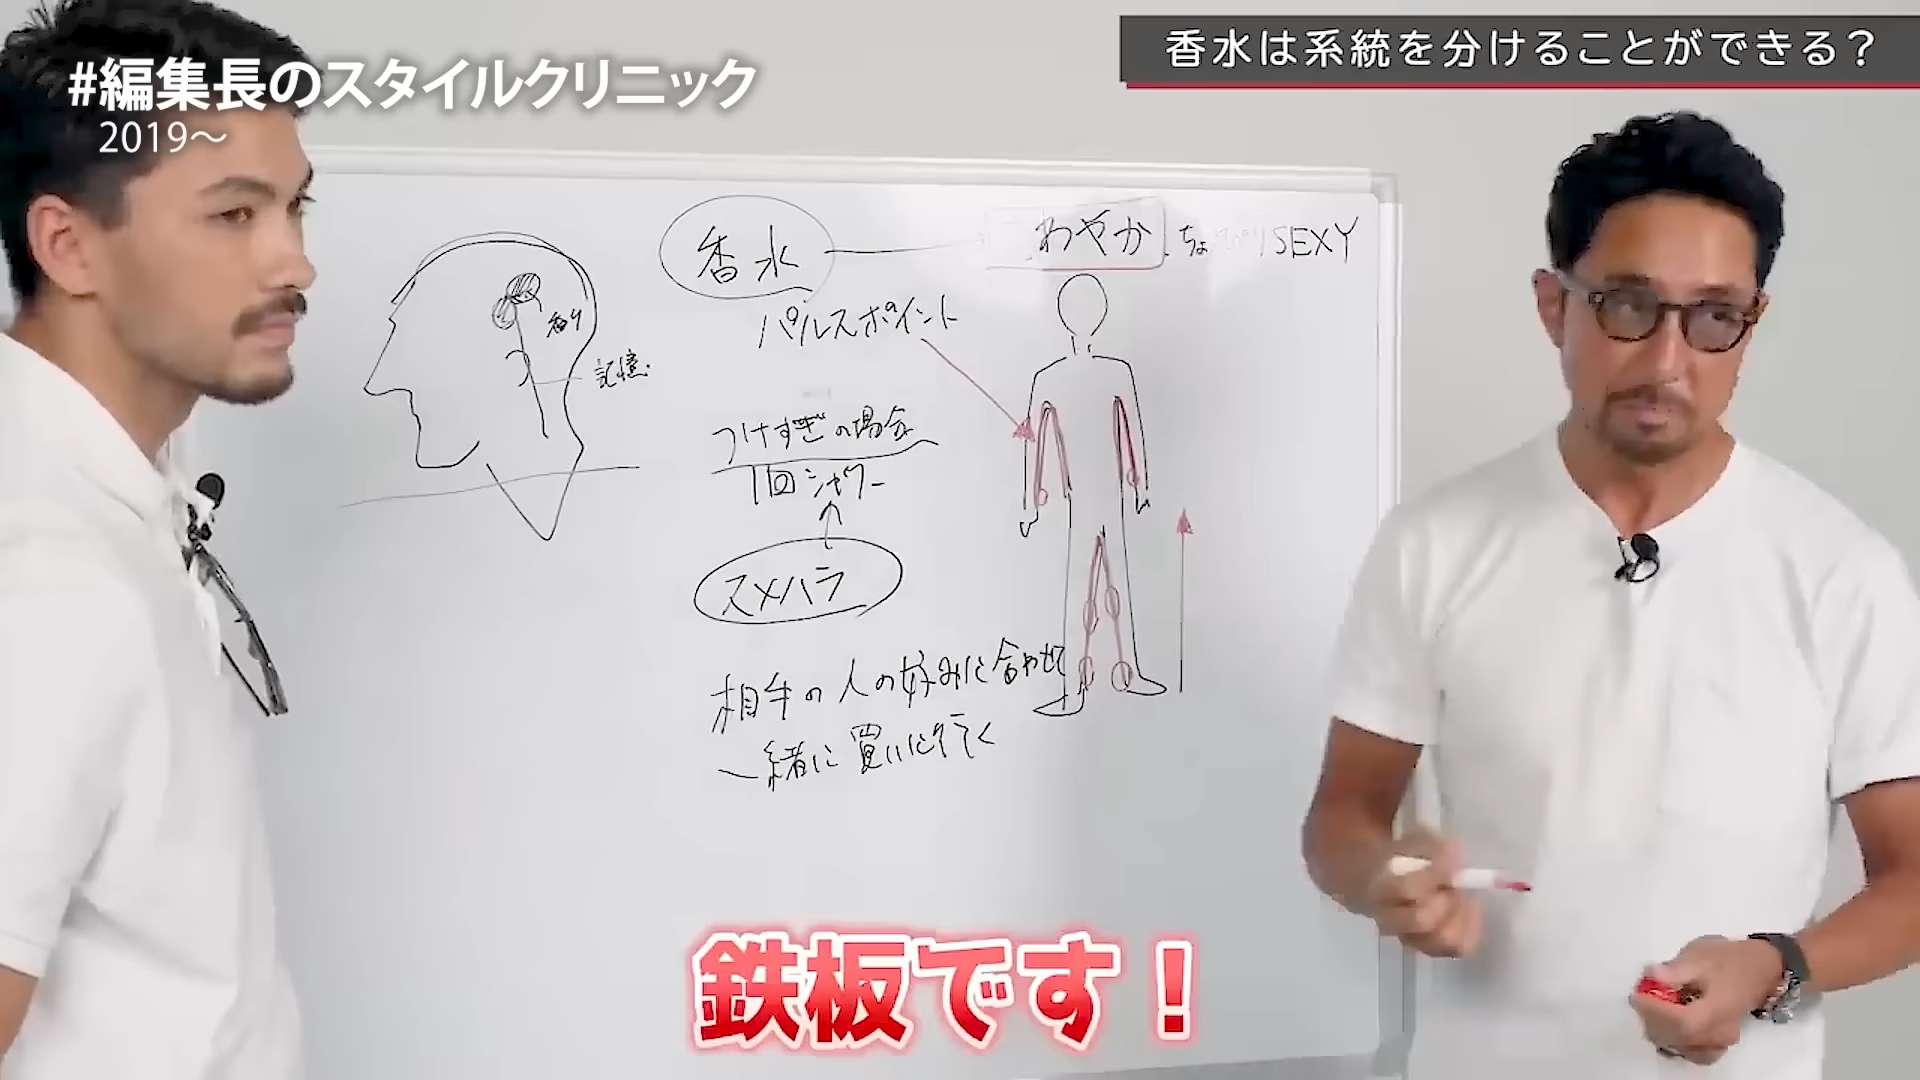 #編集長のスタイルクリニック
2019～
香水は系統を分けることができる？
香水
わやか
SEXY
パルスポイント
香り
記憶
つけすぎの場合
1回シャワー
スメハラ
相手の人の好みに合わせて
一緒に買いに行く
鉄板です！